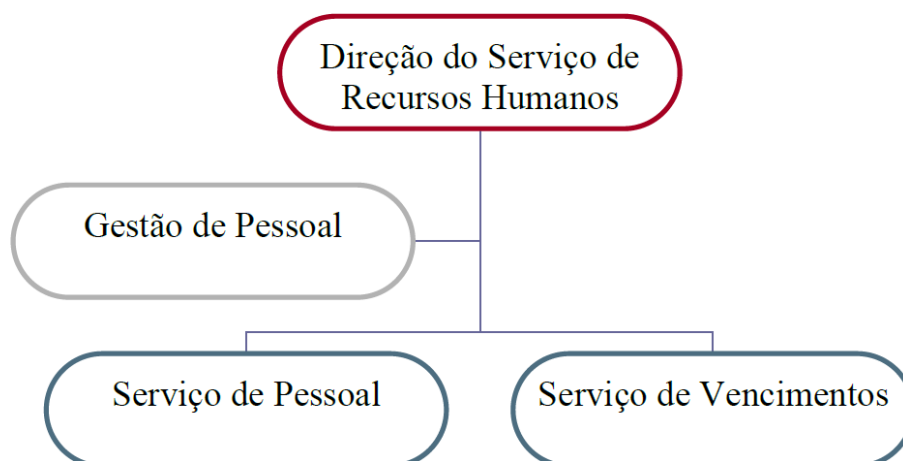 Direção do Serviço de
Recursos Humanos
Gestão de Pessoal
Serviço de Pessoal
Serviço de Vencimentos